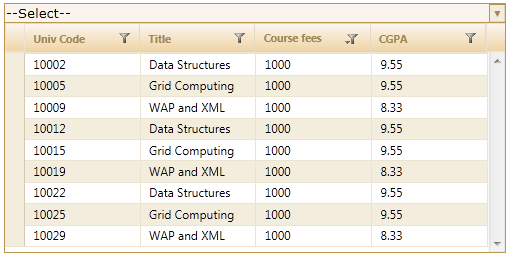 --Select--
Univ Code Title Course fees CGPA
10002 Data Structures 1000 9.55
10005 Grid Computing 1000 9.55
10009 WAP and XML 1000 8.33
10012 Data Structures 1000 9.55
10015 Grid Computing 1000 9.55
10019 WAP and XML 1000 8.33
10022 Data Structures 1000 9.55
10025 Grid Computing 1000 9.55
10029 WAP and XML 1000 8.33